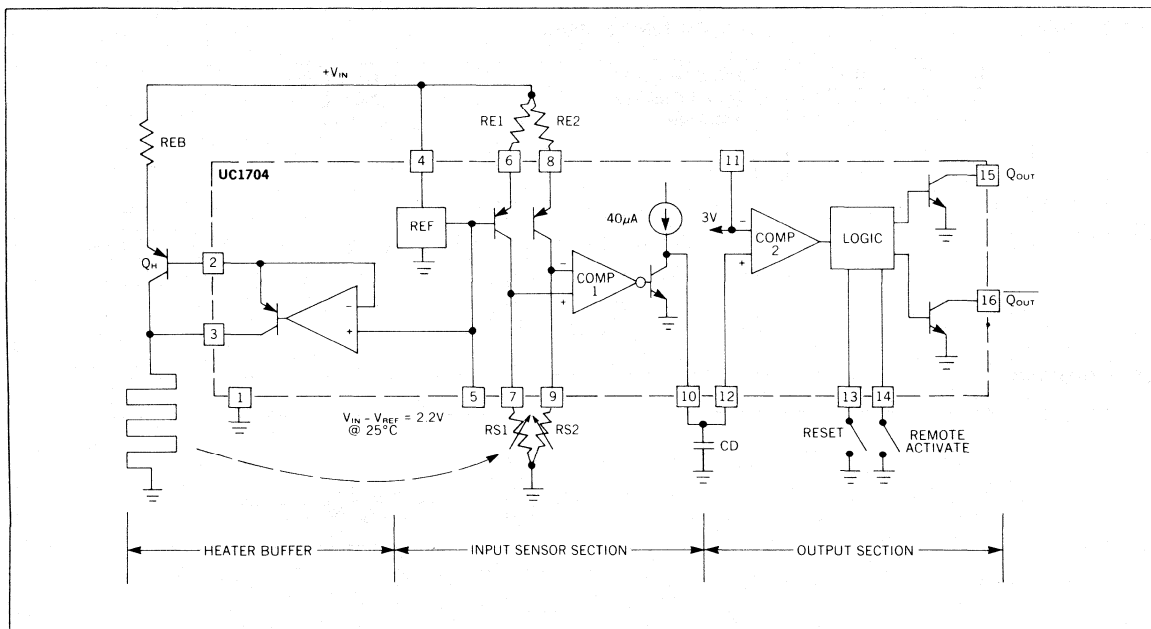 +VIN
REB
RE1
RE2
4
6
8
11
UC1704
15
QOUT
REF
40µA
3V
COMP 2
LOGIC
QH
2
COMP 1
3
16
QOUT
1
5
7
9
10
12
13
14
VIN - VREF = 2.2V
@ 25°C
RS1
RS2
CD
RESET
REMOTE
ACTIVATE
HEATER BUFFER
INPUT SENSOR SECTION
OUTPUT SECTION
- + - + - +